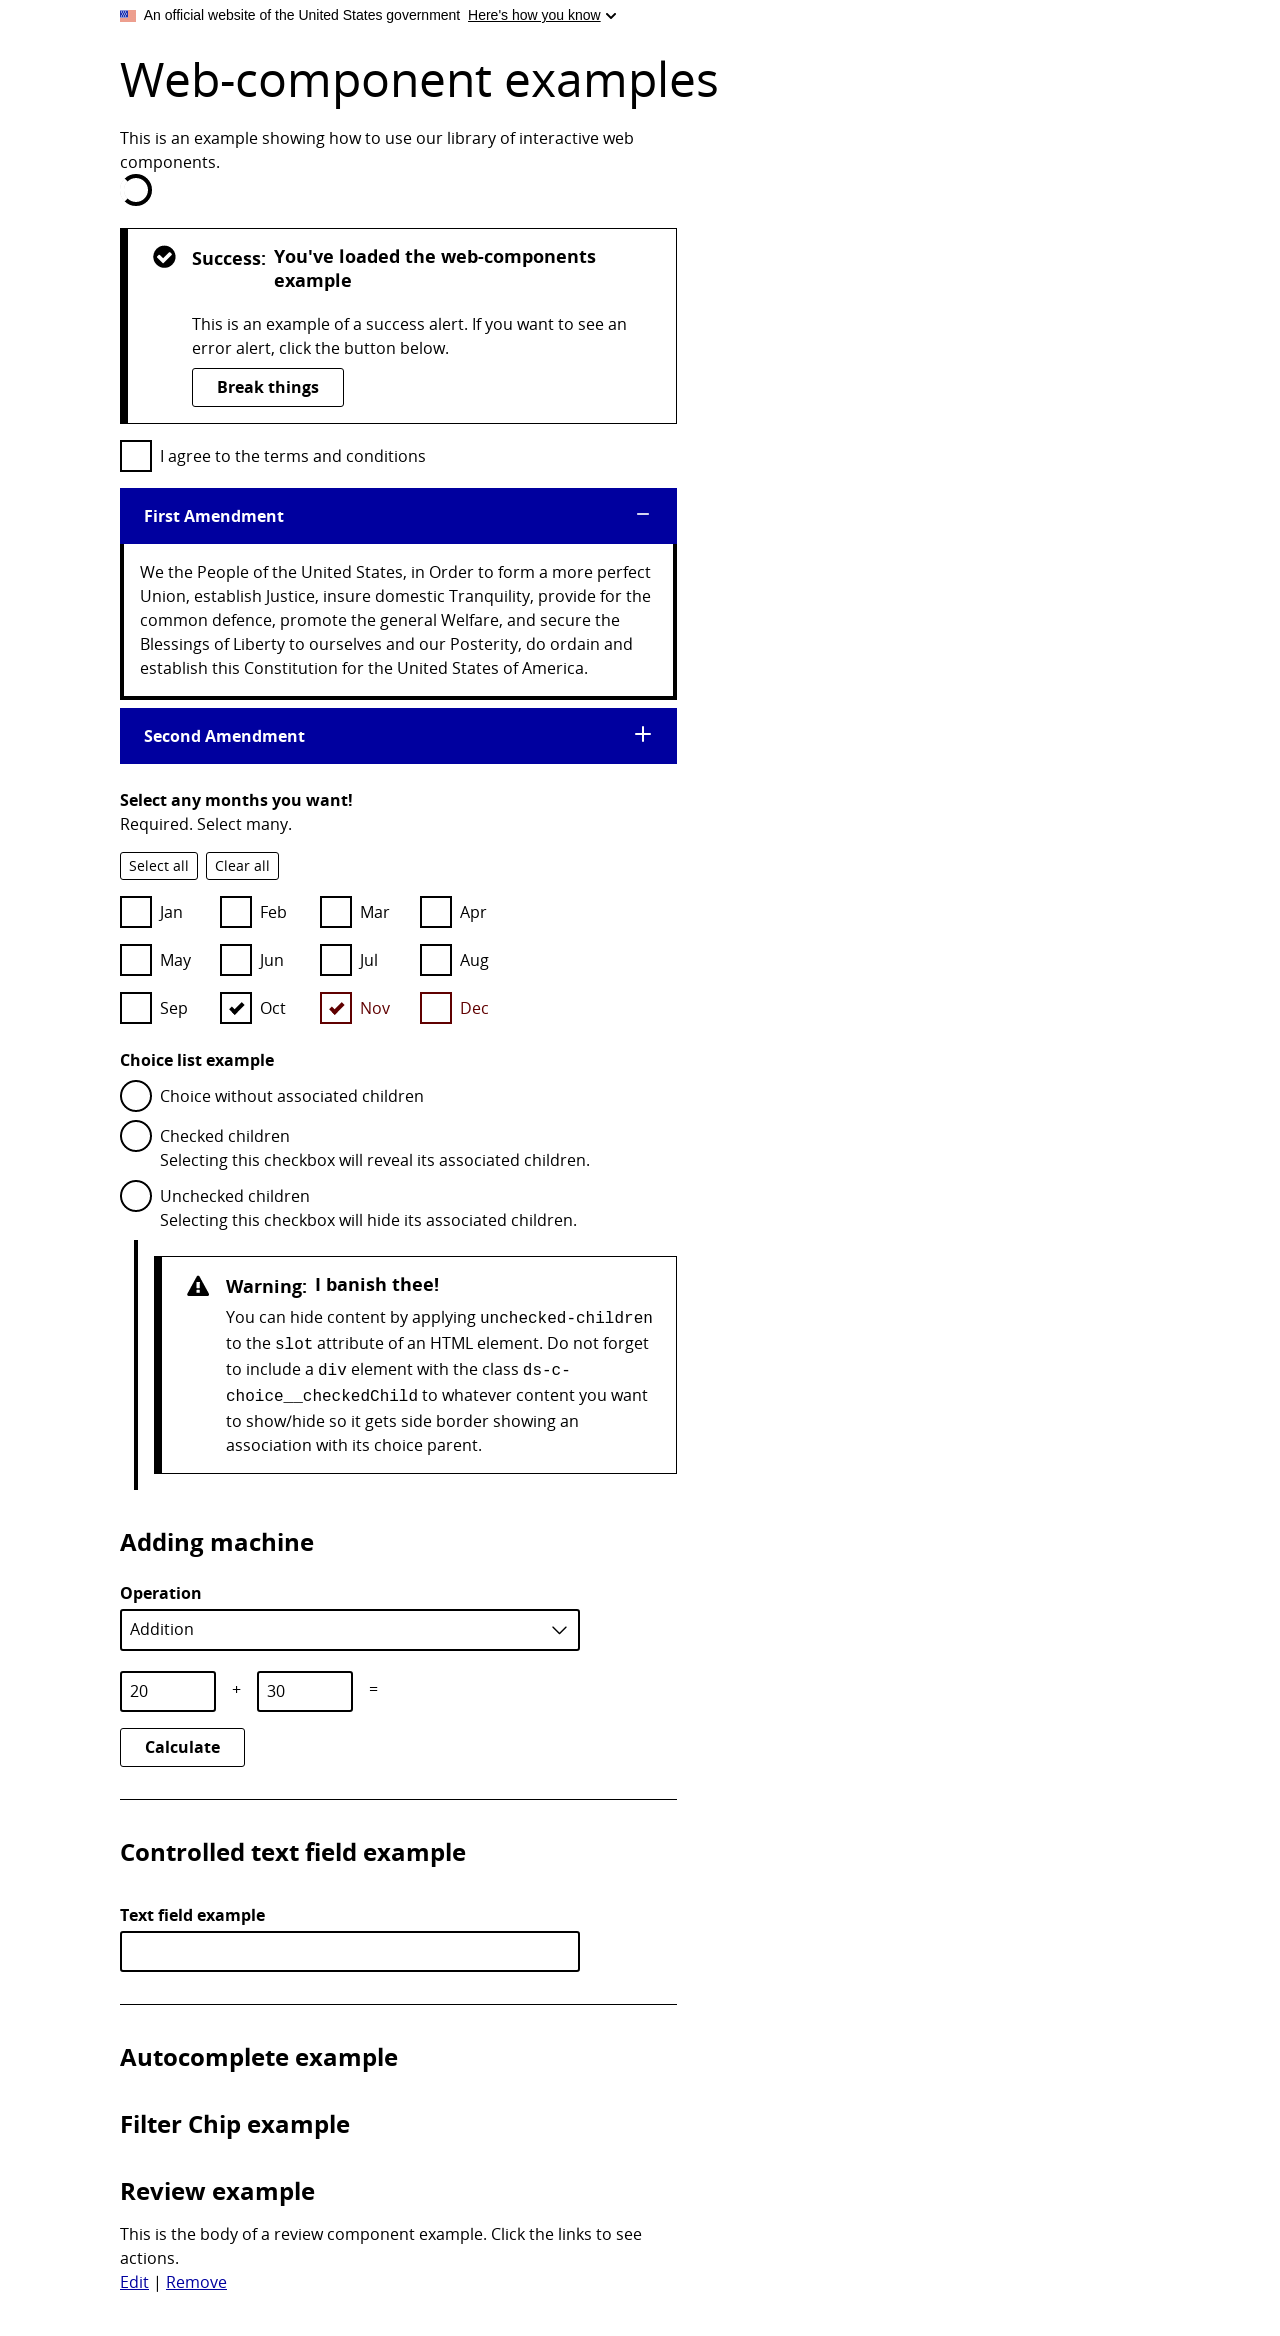 An official website of the United States government Here's how you know
Web-component examples
This is an example showing how to use our library of interactive web
components.
Success: You've loaded the web-components
example
This is an example of a success alert. If you want to see an
error alert, click the button below.
Break things
I agree to the terms and conditions
First Amendment
We the People of the United States, in Order to form a more perfect
Union, establish Justice, insure domestic Tranquility, provide for the
common defence, promote the general Welfare, and secure the
Blessings of Liberty to ourselves and our Posterity, do ordain and
establish this Constitution for the United States of America.
Second Amendment
Select any months you want!
Required. Select many.
Select all Clear all
Jan Feb Mar Apr
May Jun Jul Aug
Sep Oct Nov Dec
Choice list example
Choice without associated children
Checked children
Selecting this checkbox will reveal its associated children.
Unchecked children
Selecting this checkbox will hide its associated children.
Warning: I banish thee!
You can hide content by applying unchecked-children
to the slot attribute of an HTML element. Do not forget
to include a div element with the class ds-c-
choice__checkedChild to whatever content you want
to show/hide so it gets side border showing an
association with its choice parent.
Adding machine
Operation
Addition
20 + 30 =
Calculate
Controlled text field example
Text field example
Autocomplete example
Filter Chip example
Review example
This is the body of a review component example. Click the links to see
actions.
Edit | Remove